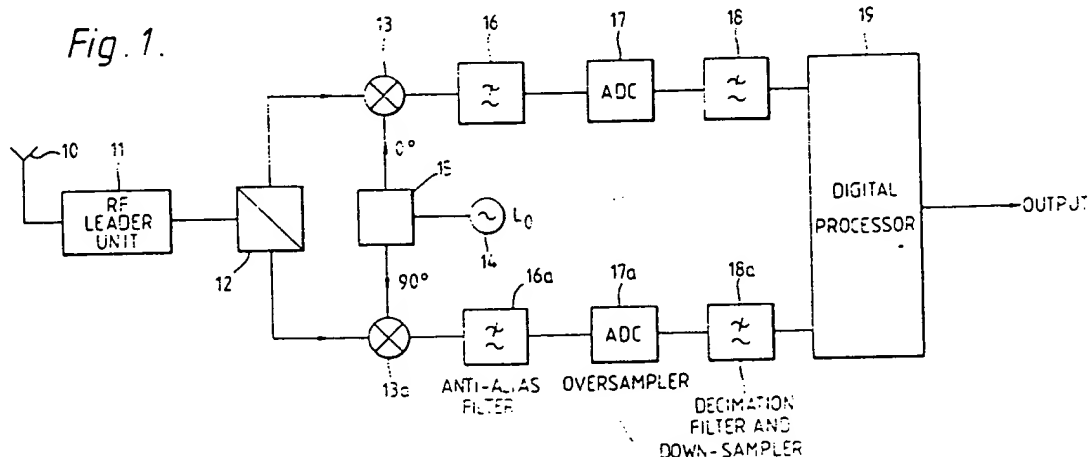 Fig. 1.
13
16
17
18
19
10
11
RF
LEADER
UNIT
ADC
0°
15
L₀
14
12
90°
DIGITAL
PROCESSOR
OUTPUT
16a
17a
18a
ADC
13a
ANTI-ALIAS
FILTER
OVERSAMPLER
DECIMATION
FILTER AND
DOWN-SAMPLER